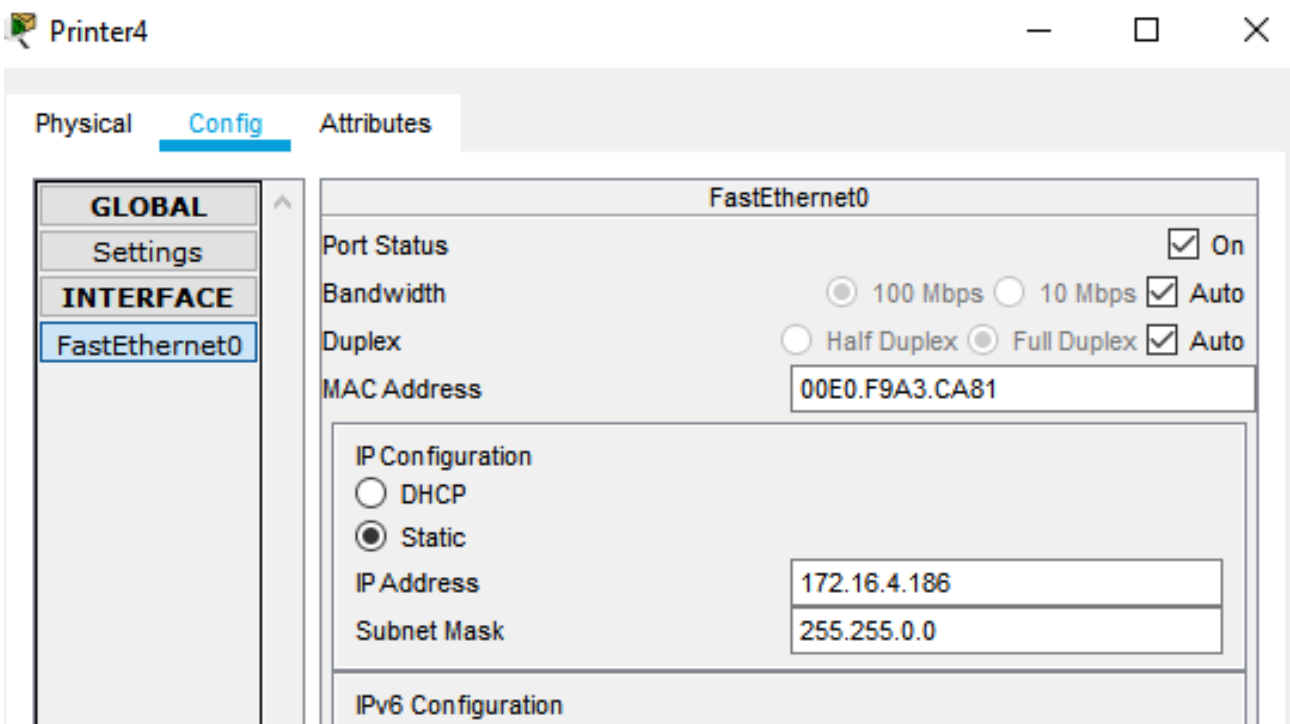 Printer4
Physical Config Attributes
GLOBAL
Settings
INTERFACE
FastEthernet0
FastEthernet0
Port Status On
Bandwidth 100 Mbps 10 Mbps Auto
Duplex Half Duplex Full Duplex Auto
MAC Address 00E0.F9A3.CA81
IP Configuration
DHCP
Static
IP Address 172.16.4.186
Subnet Mask 255.255.0.0
IPv6 Configuration